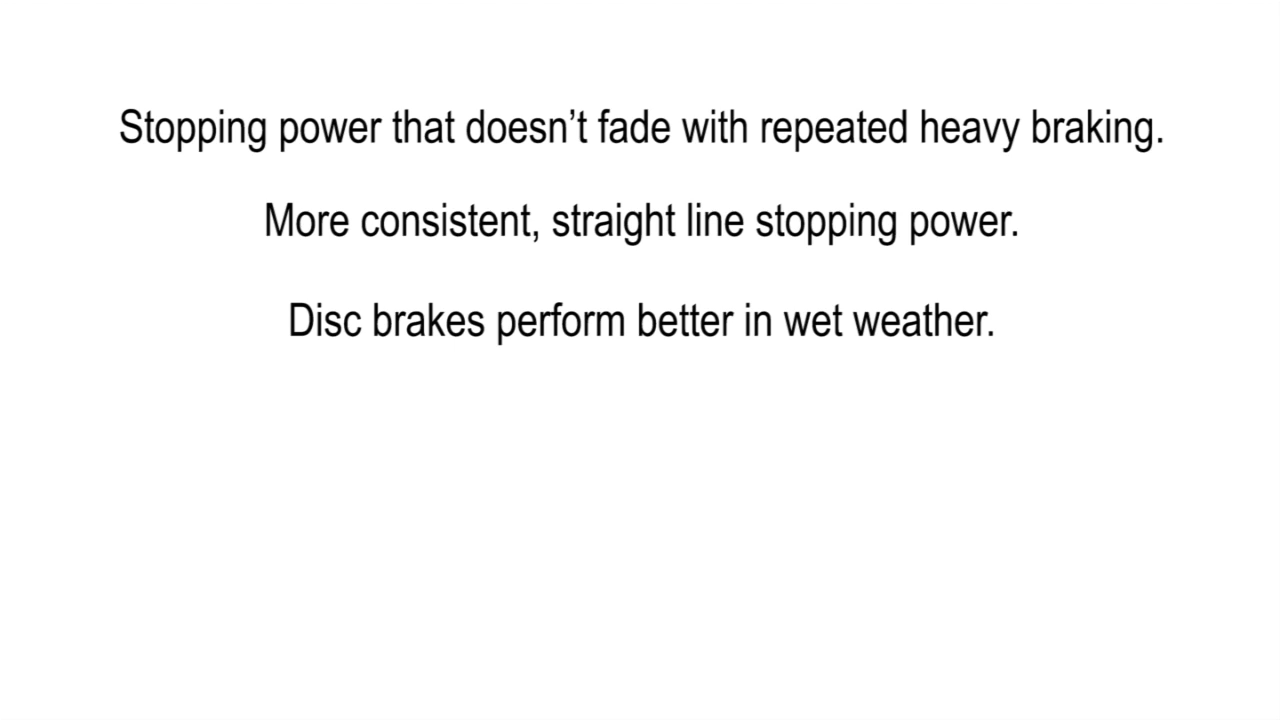 Stopping power that doesn’t fade with repeated heavy braking.
More consistent, straight line stopping power.
Disc brakes perform better in wet weather.